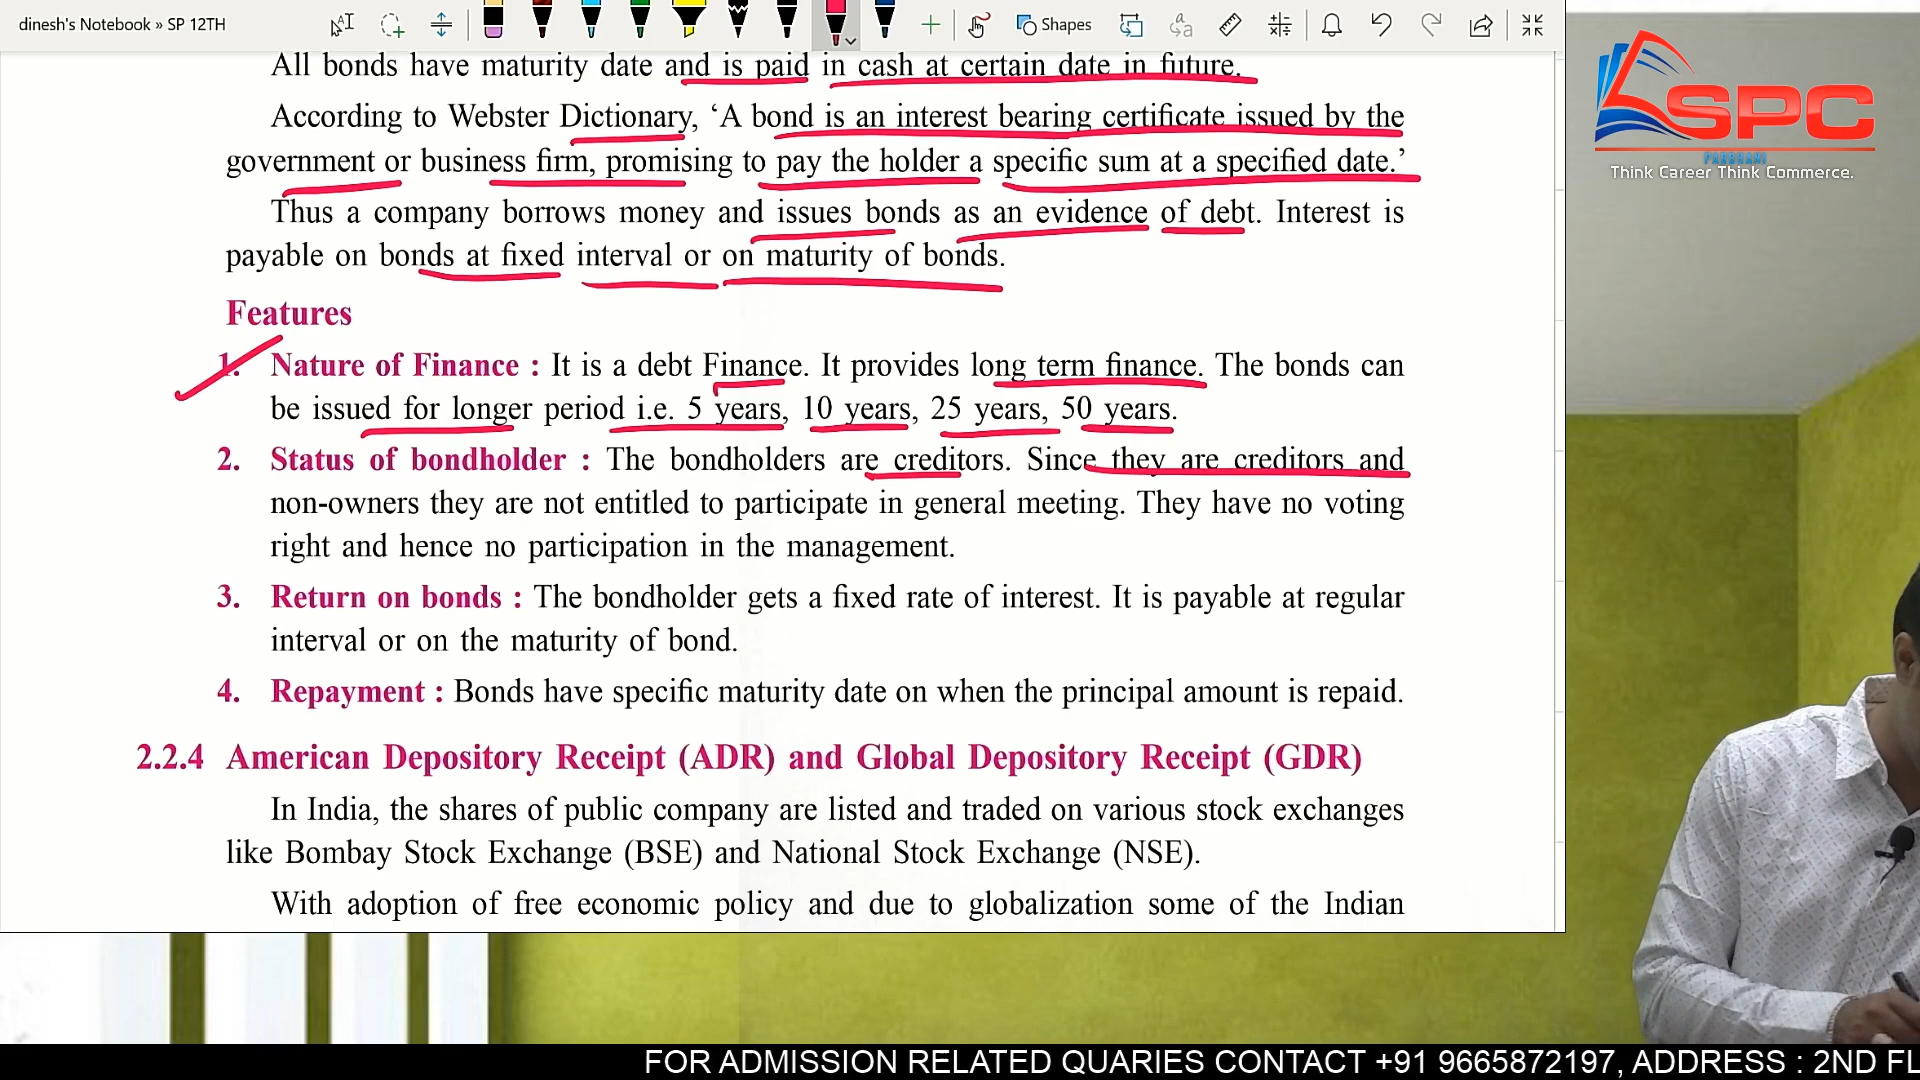 dinesh's Notebook » SP 12TH
Shapes
All bonds have maturity date and is paid in cash at certain date in future.
According to Webster Dictionary, ‘A bond is an interest bearing certificate issued by the
government or business firm, promising to pay the holder a specific sum at a specified date.’
Thus a company borrows money and issues bonds as an evidence of debt. Interest is
payable on bonds at fixed interval or on maturity of bonds.
Features
1. Nature of Finance : It is a debt Finance. It provides long term finance. The bonds can
be issued for longer period i.e. 5 years, 10 years, 25 years, 50 years.
2. Status of bondholder : The bondholders are creditors. Since they are creditors and
non-owners they are not entitled to participate in general meeting. They have no voting
right and hence no participation in the management.
3. Return on bonds : The bondholder gets a fixed rate of interest. It is payable at regular
interval or on the maturity of bond.
4. Repayment : Bonds have specific maturity date on when the principal amount is repaid.
2.2.4 American Depository Receipt (ADR) and Global Depository Receipt (GDR)
In India, the shares of public company are listed and traded on various stock exchanges
like Bombay Stock Exchange (BSE) and National Stock Exchange (NSE).
With adoption of free economic policy and due to globalization some of the Indian
SPC
PARBHANI
Think Career Think Commerce.
FOR ADMISSION RELATED QUARIES CONTACT +91 9665872197, ADDRESS : 2ND FL